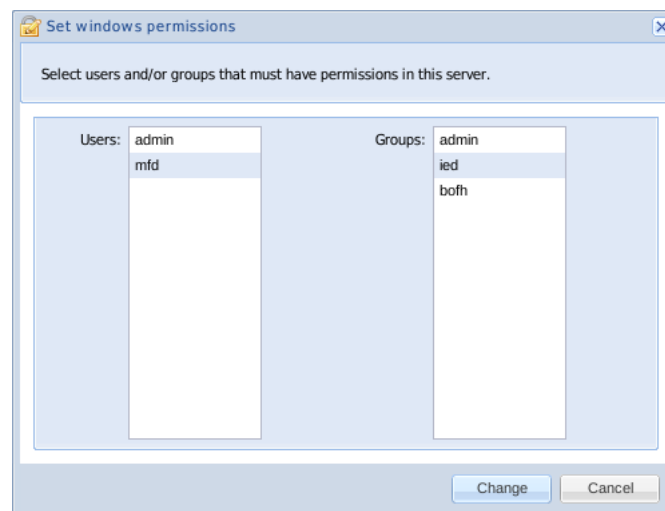 Set windows permissions
Select users and/or groups that must have permissions in this server.
Users:
admin
mfd
Groups:
admin
ied
bofh
Change
Cancel